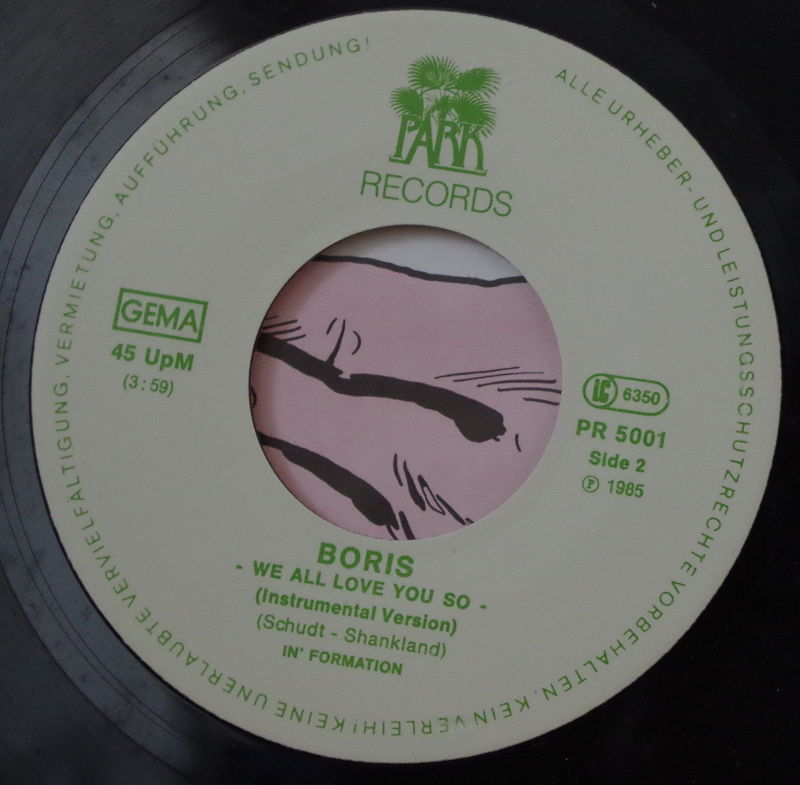 ALLE URHEBER- UND LEISTUNGSSCHUTZRECHTE VORBEHALTEN. KEIN VERLEIH! KEINE UNERLAUBTE VERVIELFÄLTIGUNG, VERMIETUNG, AUFFÜHRUNG, SENDUNG!
PARK
RECORDS
GEMA
45 UpM
(3:59)
LC 6350
PR 5001
Side 2
Ⓟ 1985
BORIS
- WE ALL LOVE YOU SO -
(Instrumental Version)
(Schudt - Shankland)
IN' FORMATION